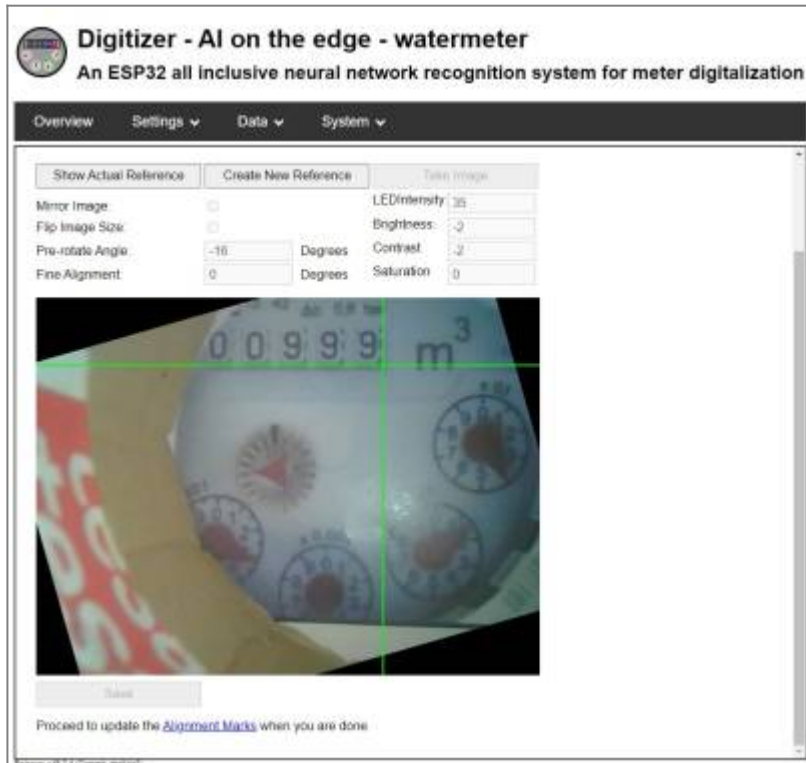 Digitizer - AI on the edge - watermeter
An ESP32 all inclusive neural network recognition system for meter digitalization
Overview Settings Data System
Show Actual Reference Create New Reference Take Image
Mirror Image: LEDIntensity: 35
Flip Image Size: Brightness: -2
Pre-rotate Angle: -16 Degrees Contrast -2
Fine Alignment: 0 Degrees Saturation 0
0 0 9 9 9 m³
Save
Proceed to update the Alignment Marks when you are done